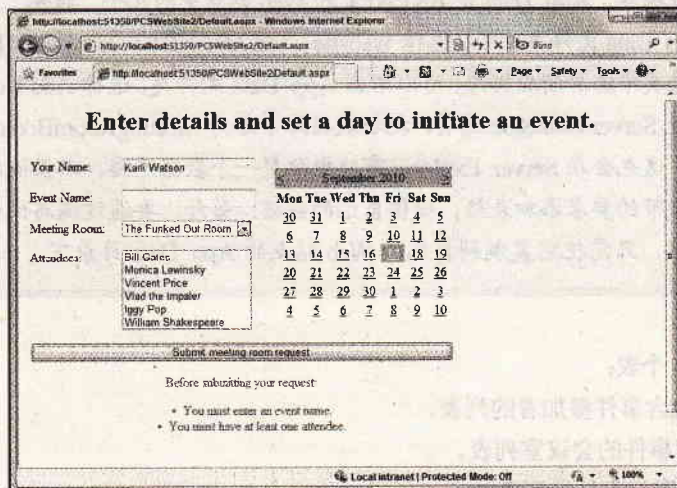 http://localhost:51350/PCSWebSite2/Default.aspx - Windows Internet Explorer
http://localhost:51350/PCSWebSite2/Default.aspx
Bing
Favorites
http://localhost:51350/PCSWebSite2/Default.aspx
Page
Safety
Tools
Enter details and set a day to initiate an event.
Your Name:
Karli Watson
Event Name:
Meeting Room:
The Funked Out Room
Attendees:
Bill Gates
Monica Lewinsky
Vincent Price
Vlad the Impaler
Iggy Pop
William Shakespeare
September 2010
Mon Tue Wed Thu Fri Sat Sun
30 31 1 2 3 4 5
6 7 8 9 10 11 12
13 14 15 16 18 19
20 21 22 23 24 25 26
27 28 29 30 1 2 3
4 5 6 7 8 9 10
Submit meeting room request
Before submitting your request:
• You must enter an event name.
• You must have at least one attendee.
Local intranet | Protected Mode: Off
100%